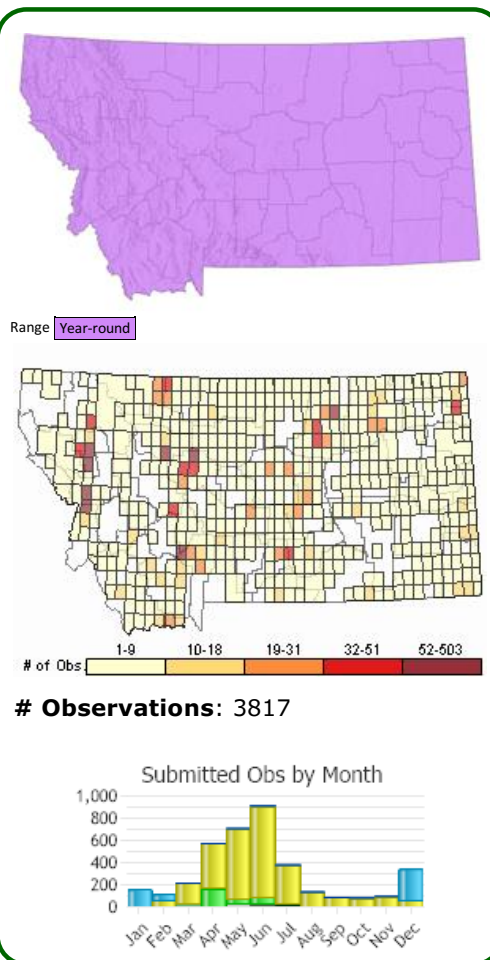 Range Year-round
1-9 10-18 19-31 32-51 52-503
# of Obs
# Observations: 3817
Submitted Obs by Month
1,000
800
600
400
200
0
Jan Feb Mar Apr May Jun Jul Aug Sep Oct Nov Dec